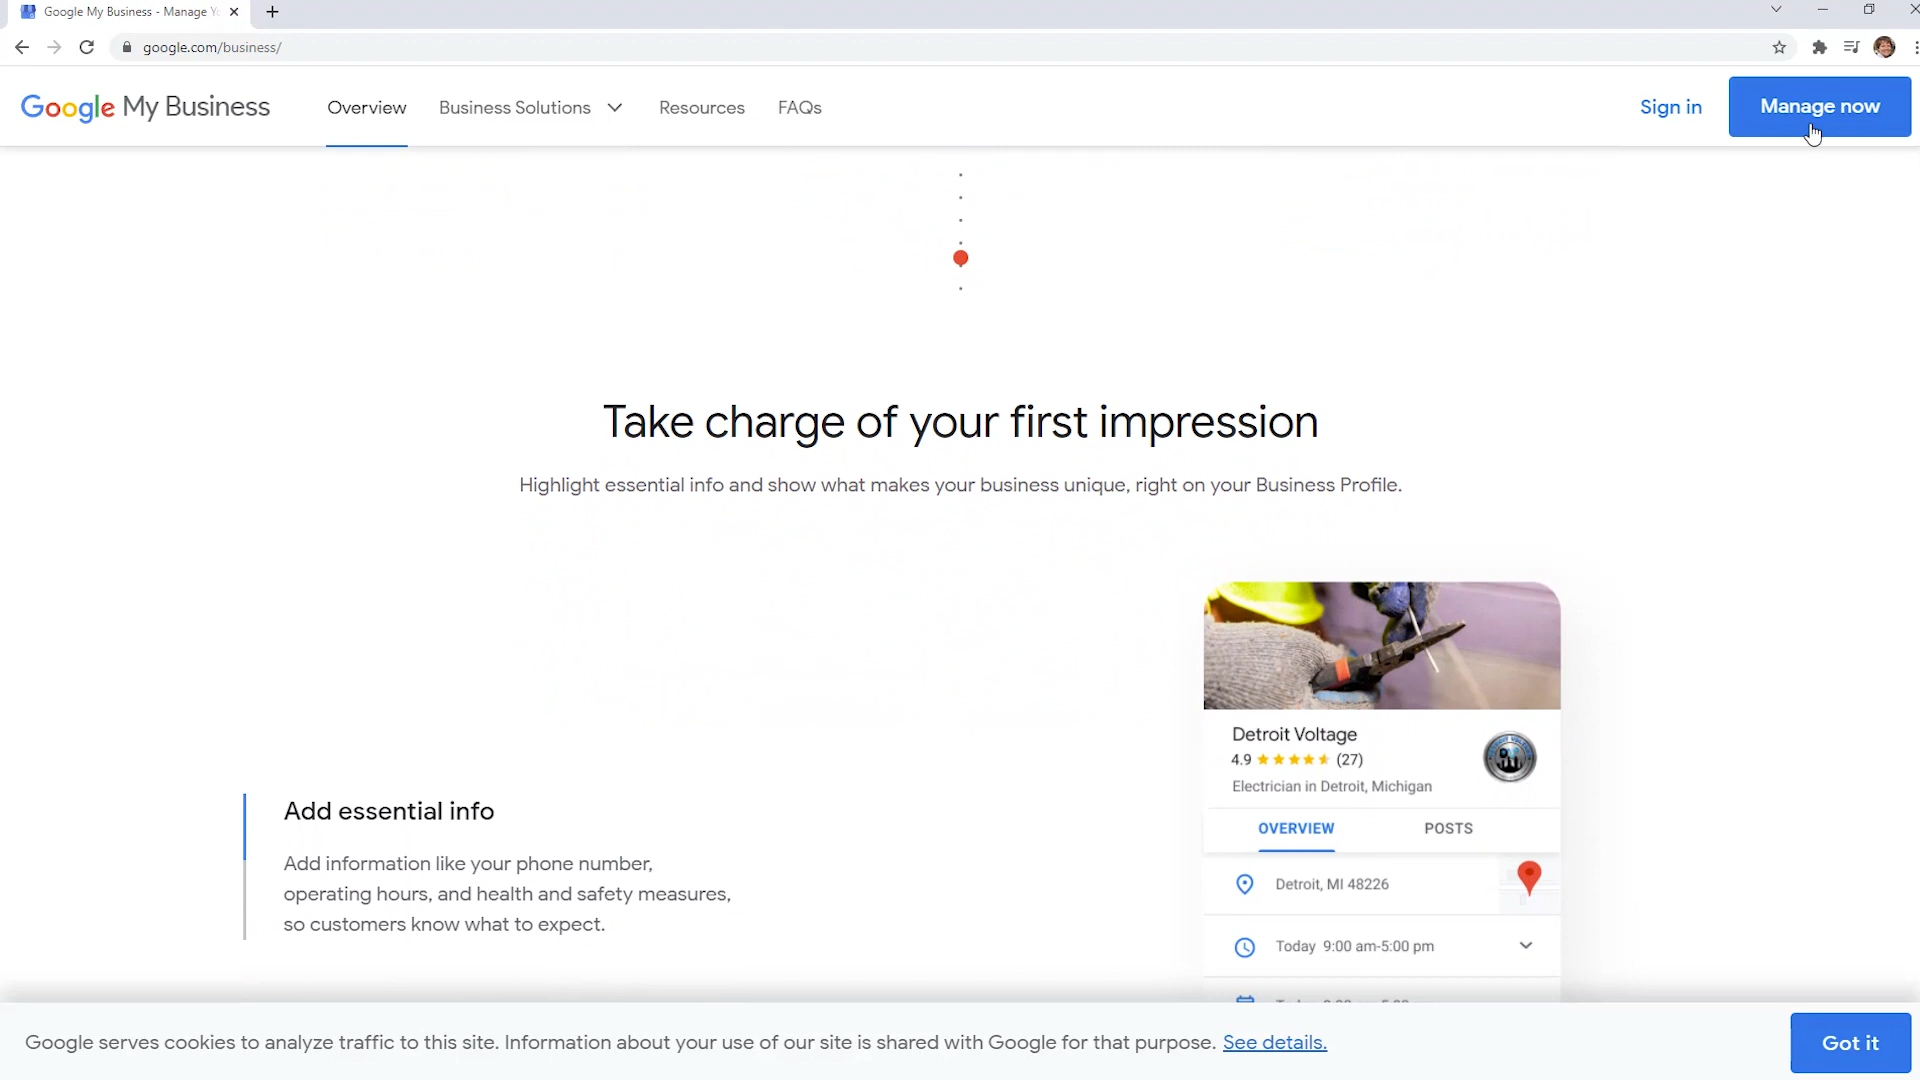 Google My Business - Manage Yo
google.com/business/
Google My Business
Overview
Business Solutions
Resources
FAQs
Sign in
Manage now
Take charge of your first impression
Highlight essential info and show what makes your business unique, right on your Business Profile.
Detroit Voltage
4.9 (27)
Electrician in Detroit, Michigan
OVERVIEW
POSTS
Detroit, MI 48226
Today 9:00 am-5:00 pm
Add essential info
Add information like your phone number,
operating hours, and health and safety measures,
so customers know what to expect.
Google serves cookies to analyze traffic to this site. Information about your use of our site is shared with Google for that purpose. See details.
Got it